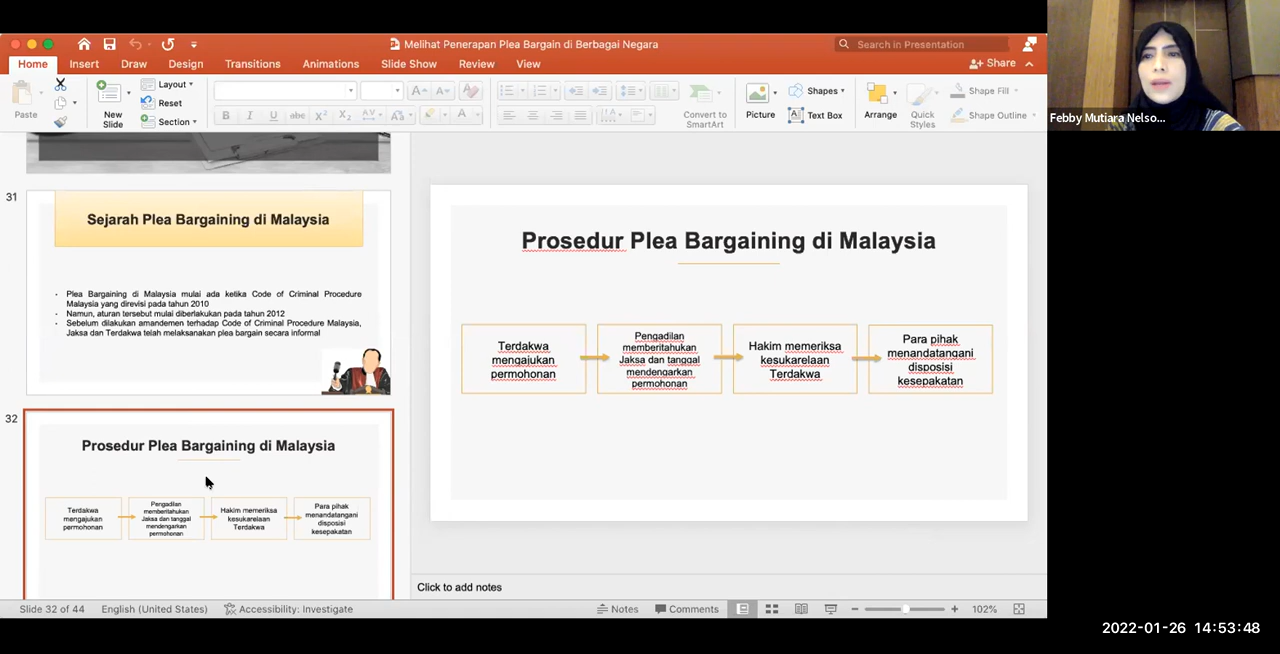 Melihat Penerapan Plea Bargain di Berbagai Negara
Search in Presentation
Home Insert Draw Design Transitions Animations Slide Show Review View
Share
Paste
New
Slide
Layout
Reset
Section
Convert to
SmartArt
Picture
Shapes
Text Box
Arrange
Quick
Styles
Shape Fill
Shape Outline
Febby Mutiara Nelso...
31
Sejarah Plea Bargaining di Malaysia
• Plea Bargaining di Malaysia mulai ada ketika Code of Criminal Procedure
Malaysia yang direvisi pada tahun 2010
• Namun, aturan tersebut mulai diberlakukan pada tahun 2012
• Sebelum dilakukan amandemen terhadap Code of Criminal Procedure Malaysia,
Jaksa dan Terdakwa telah melaksanakan plea bargain secara informal
32
Prosedur Plea Bargaining di Malaysia
Terdakwa
mengajukan
permohonan
Pengadilan
memberitahukan
Jaksa dan tanggal
mendengarkan
permohonan
Hakim memeriksa
kesukarelaan
Terdakwa
Para pihak
menandatangani
disposisi
kesepakatan
Prosedur Plea Bargaining di Malaysia
Terdakwa
mengajukan
permohonan
Pengadilan
memberitahukan
Jaksa dan tanggal
mendengarkan
permohonan
Hakim memeriksa
kesukarelaan
Terdakwa
Para pihak
menandatangani
disposisi
kesepakatan
Click to add notes
Slide 32 of 44 English (United States) Accessibility: Investigate
Notes Comments 102%
2022-01-26 14:53:48